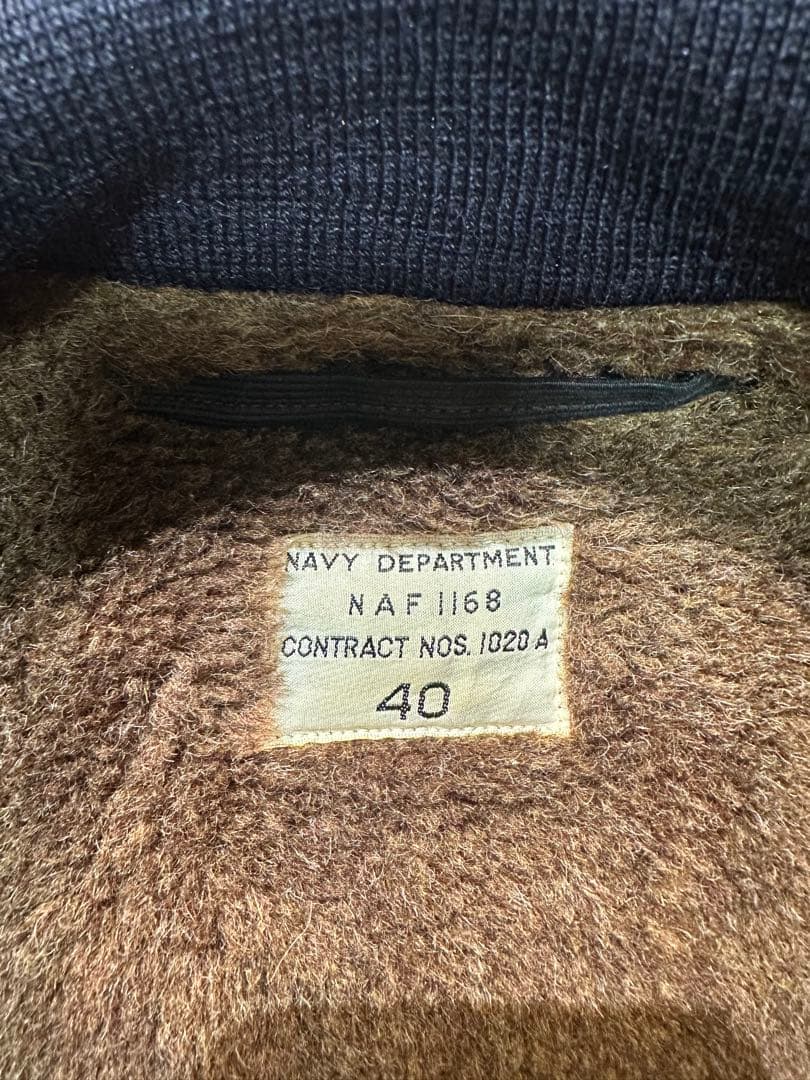 NAVY DEPARTMENT
NAF 1168
CONTRACT NOS. 1020 A
40